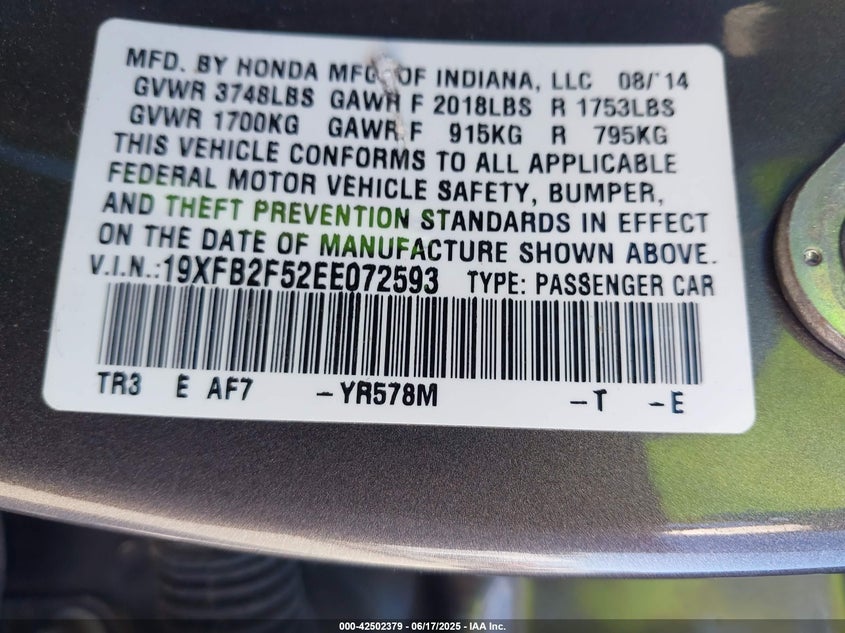 MFD. BY HONDA MFG. OF INDIANA, LLC 08/'14
GVWR 3748LBS GAWR F 2018LBS R 1753LBS
GVWR 1700KG GAWR F 915KG R 795KG
THIS VEHICLE CONFORMS TO ALL APPLICABLE
FEDERAL MOTOR VEHICLE SAFETY, BUMPER,
AND THEFT PREVENTION STANDARDS IN EFFECT
ON THE DATE OF MANUFACTURE SHOWN ABOVE.
V.I.N.:19XFB2F52EE072593 TYPE: PASSENGER CAR
TR3 E AF7 -YR578M -T -E
000-42502379 | 06/17/2025 - IAA Inc.